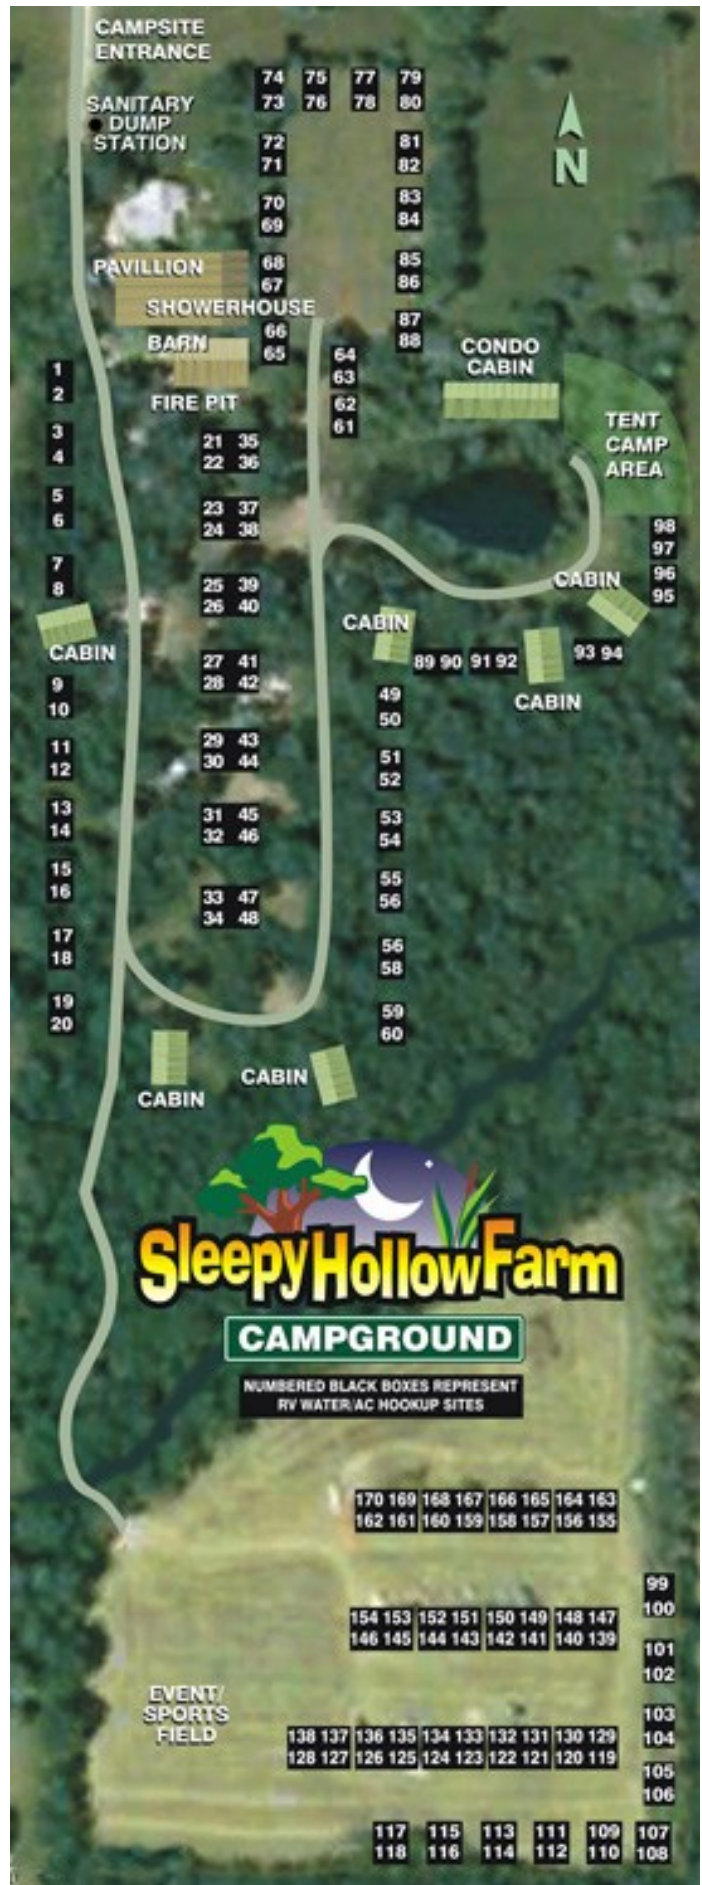 CAMPSITE
ENTRANCE
SANITARY
DUMP
STATION
74 75 77 79
73 76 78 80
72 81
71 82
N
70 83
69 84
PAVILLION
68 85
67 86
SHOWERHOUSE
66 87
65 88
BARN
64
63
FIRE PIT
62
61
CONDO
CABIN
TENT
CAMP
AREA
1
2
3
4
5
6
7
8
CABIN
9
10
11
12
13
14
15
16
17
18
19
20
21 35
22 36
23 37
24 38
25 39
26 40
27 41
28 42
29 43
30 44
31 45
32 46
33 47
34 48
98
97
96
95
CABIN
CABIN
89 90 91 92 93 94
CABIN
49
50
51
52
53
54
55
56
56
58
59
60
CABIN
CABIN
SleepyHollowFarm
CAMPGROUND
NUMBERED BLACK BOXES REPRESENT
RV WATER/AC HOOKUP SITES
170 169 168 167 166 165 164 163
162 161 160 159 158 157 156 155
99
100
154 153 152 151 150 149 148 147
146 145 144 143 142 141 140 139
101
102
EVENT/
SPORTS
FIELD
103
104
138 137 136 135 134 133 132 131 130 129
128 127 126 125 124 123 122 121 120 119
105
106
117 115 113 111 109 107
118 116 114 112 110 108